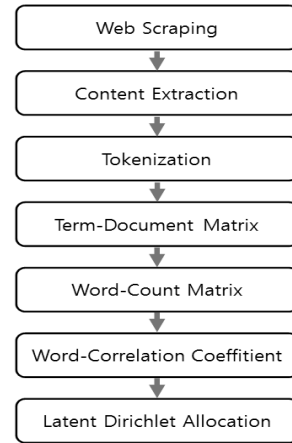 Web Scraping
Content Extraction
Tokenization
Term-Document Matrix
Word-Count Matrix
Word-Correlation Coeffitient
Latent Dirichlet Allocation